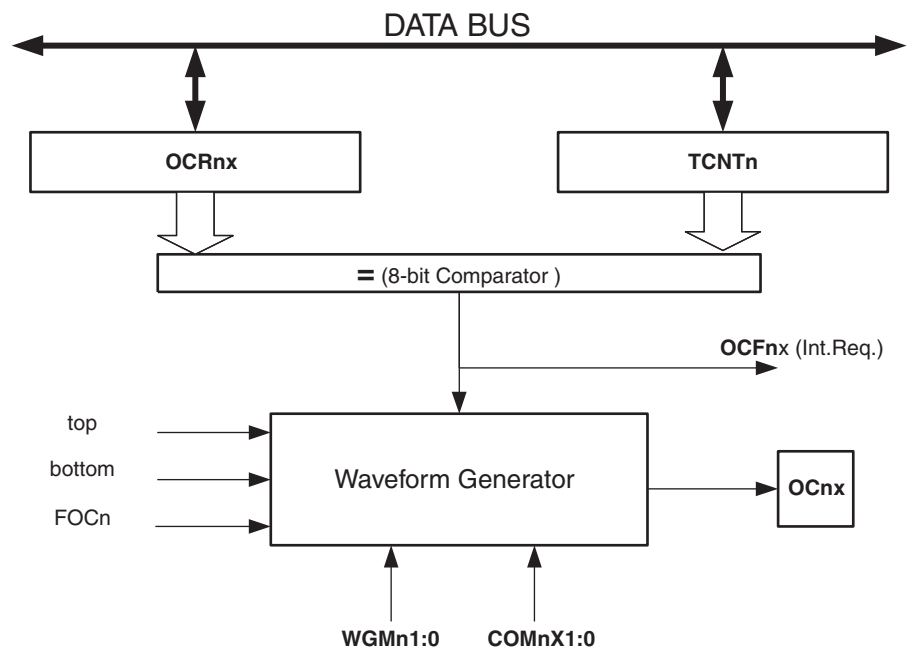 DATA BUS
OCRnx
TCNTn
= (8-bit Comparator )
OCFnx (Int.Req.)
top
bottom
FOCn
Waveform Generator
OCnx
WGMn1:0
COMnX1:0